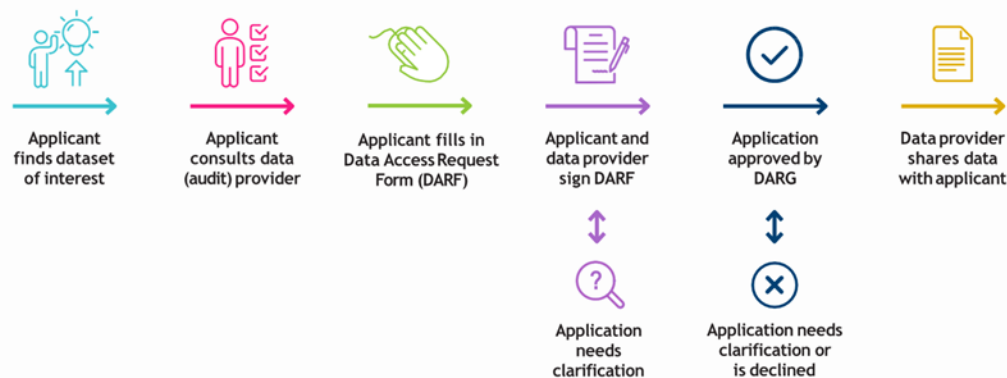 Applicant
finds dataset
of interest
Applicant
consults data
(audit) provider
Applicant fills in
Data Access Request
Form (DARF)
Applicant and
data provider
sign DARF
Application
approved by
DARG
Data provider
shares data
with applicant
?
Application
needs
clarification
Application needs
clarification or
is declined